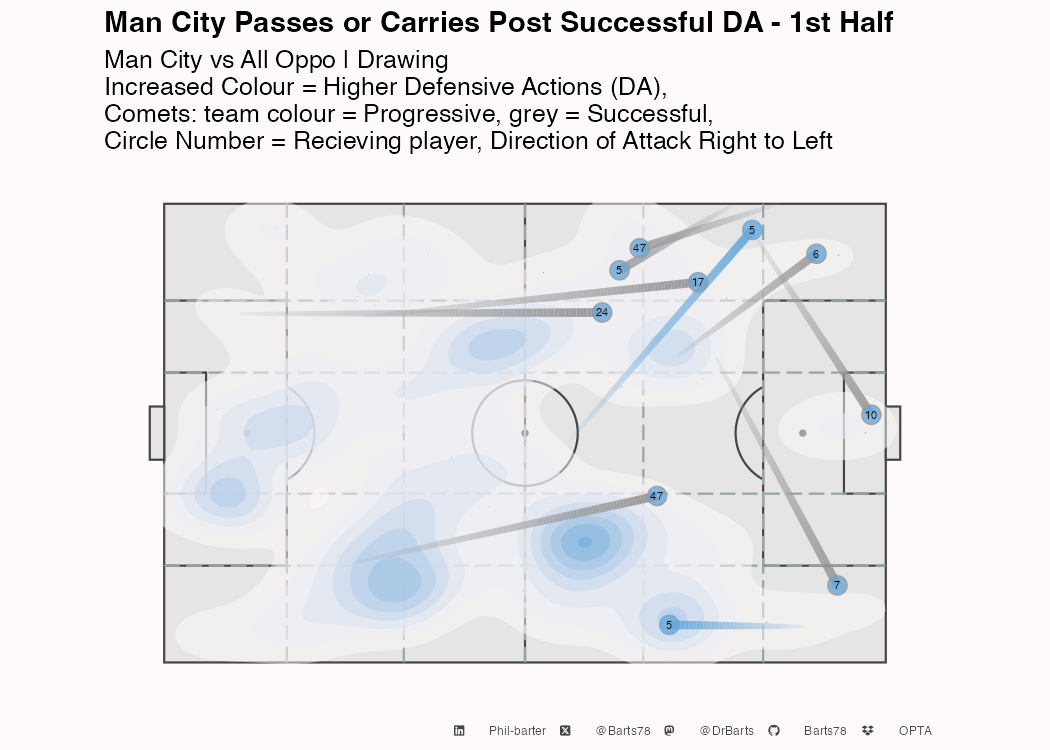 Man City Passes or Carries Post Successful DA - 1st Half
Man City vs All Oppo | Drawing
Increased Colour = Higher Defensive Actions (DA),
Comets: team colour = Progressive, grey = Successful,
Circle Number = Recieving player, Direction of Attack Right to Left
5
47
6
5
17
24
10
47
7
5
Phil-barter @Barts78 @DrBarts Barts78 OPTA